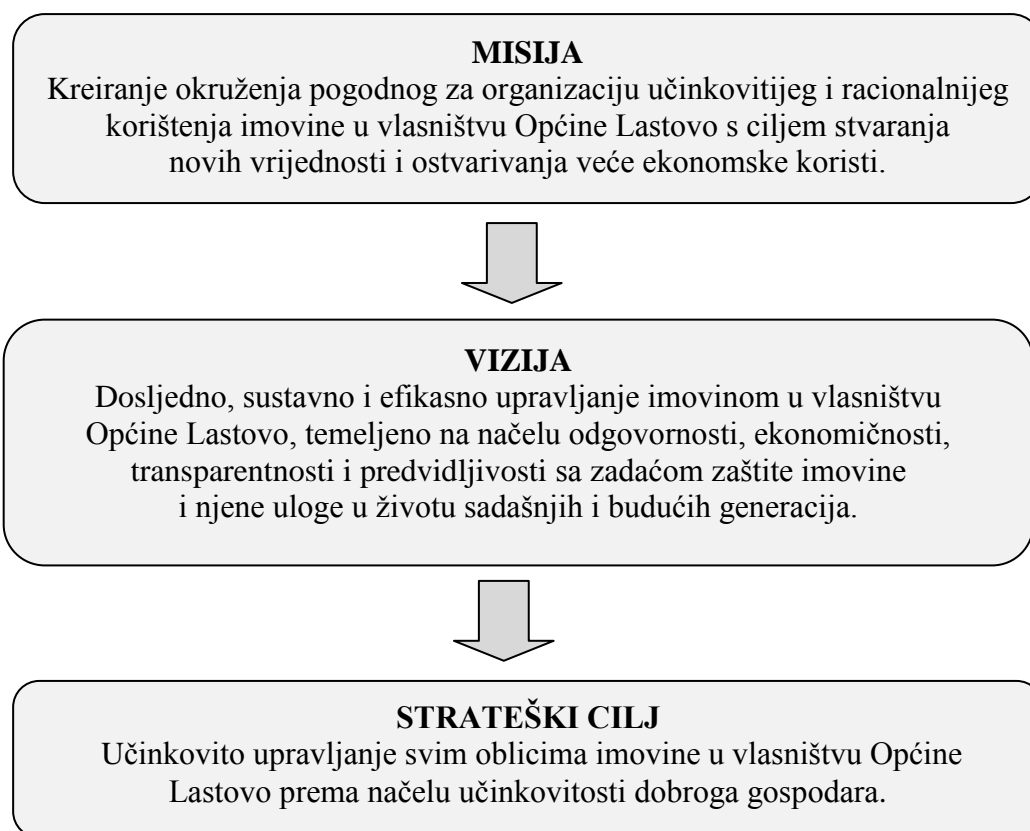 MISIJA
Kreiranje okruženja pogodnog za organizaciju učinkovitijeg i racionalnijeg
korištenja imovine u vlasništvu Općine Lastovo s ciljem stvaranja
novih vrijednosti i ostvarivanja veće ekonomske koristi.
VIZIJA
Dosljedno, sustavno i efikasno upravljanje imovinom u vlasništvu
Općine Lastovo, temeljeno na načelu odgovornosti, ekonomičnosti,
transparentnosti i predvidljivosti sa zadaćom zaštite imovine
i njene uloge u životu sadašnjih i budućih generacija.
STRATEŠKI CILJ
Učinkovito upravljanje svim oblicima imovine u vlasništvu Općine
Lastovo prema načelu učinkovitosti dobroga gospodara.